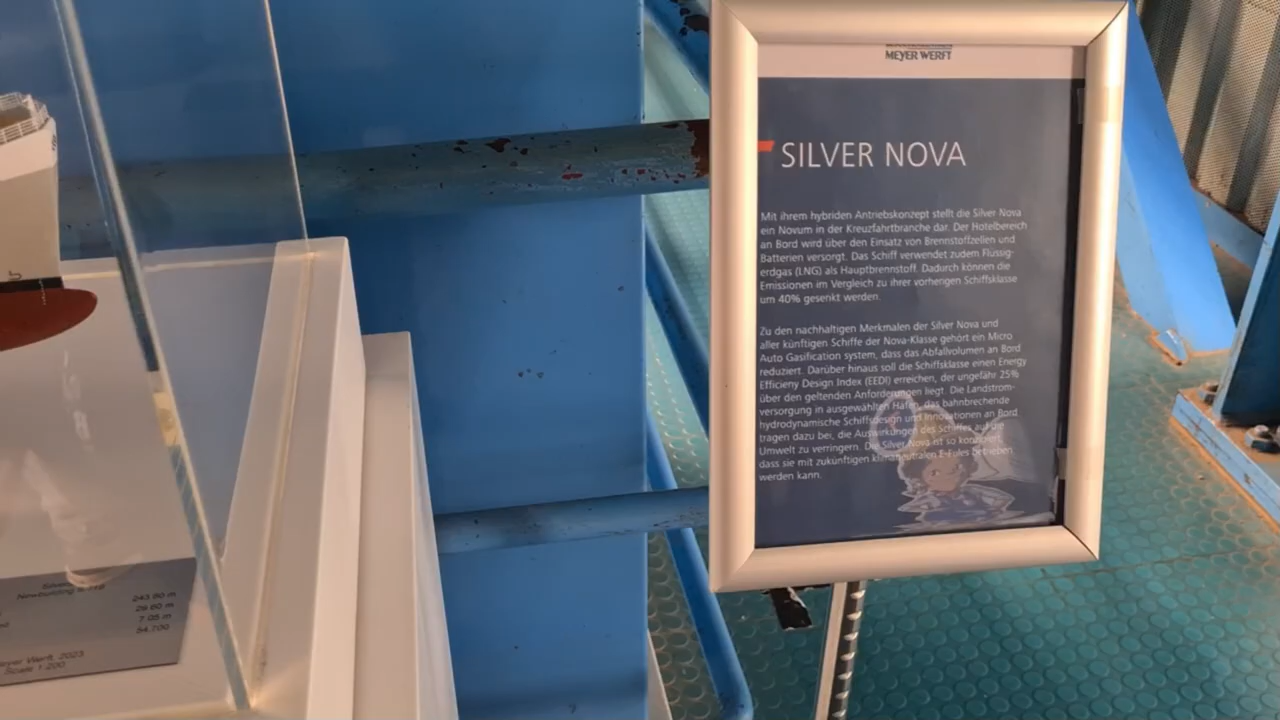 MEYER WERFT
SILVER NOVA
Mit ihrem hybriden Antriebskonzept stellt die Silver Nova
ein Novum in der Kreuzfahrtbranche dar. Der Hotelbereich
an Bord wird über den Einsatz von Brennstoffzellen und
Batterien versorgt. Das Schiff verwendet zudem Flüssig-
erdgas (LNG) als Hauptbrennstoff. Dadurch können die
Emissionen im Vergleich zu ihrer vorherigen Schiffsklasse
um 40% gesenkt werden.
Zu den nachhaltigen Merkmalen der Silver Nova und
aller künftigen Schiffe der Nova-Klasse gehört ein Micro
Auto Gasification system, dass das Abfallvolumen an Bord
reduziert. Darüber hinaus soll die Schiffsklasse einen Energy
Efficieny Design Index (EEDI) erreichen, der ungefähr 25%
über den geltenden Anforderungen liegt. Die Landstrom-
versorgung in ausgewählten Häfen, das bahnbrechende
hydrodynamische Schiffsdesign und Innovationen an Bord
tragen dazu bei, die Auswirkungen des Schiffes auf die
Umwelt zu verringern. Die Silver Nova ist so konzipiert,
dass sie mit zukünftigen klimaneutralen E-Fules betrieben
werden kann.
Newbuilding
243.80 m
29.60 m
7.05 m
54,700
Meyer Werft, 2023
Scale 1:200